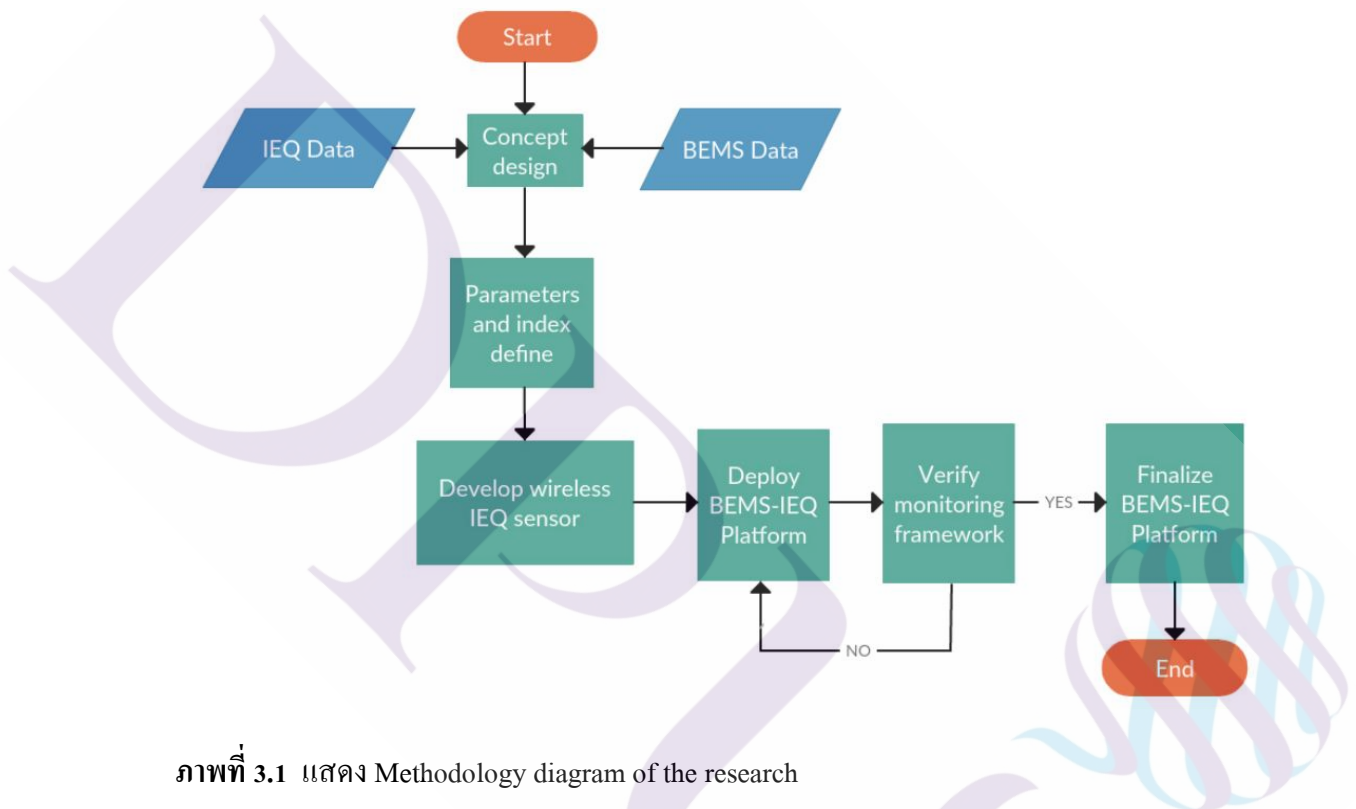 Start
IEQ Data
Concept
design
BEMS Data
Parameters
and index
define
Develop wireless
IEQ sensor
Deploy
BEMS-IEQ
Platform
Verify
monitoring
framework
YES
Finalize
BEMS-IEQ
Platform
NO
End
ภาพที่ 3.1 แสดง Methodology diagram of the research